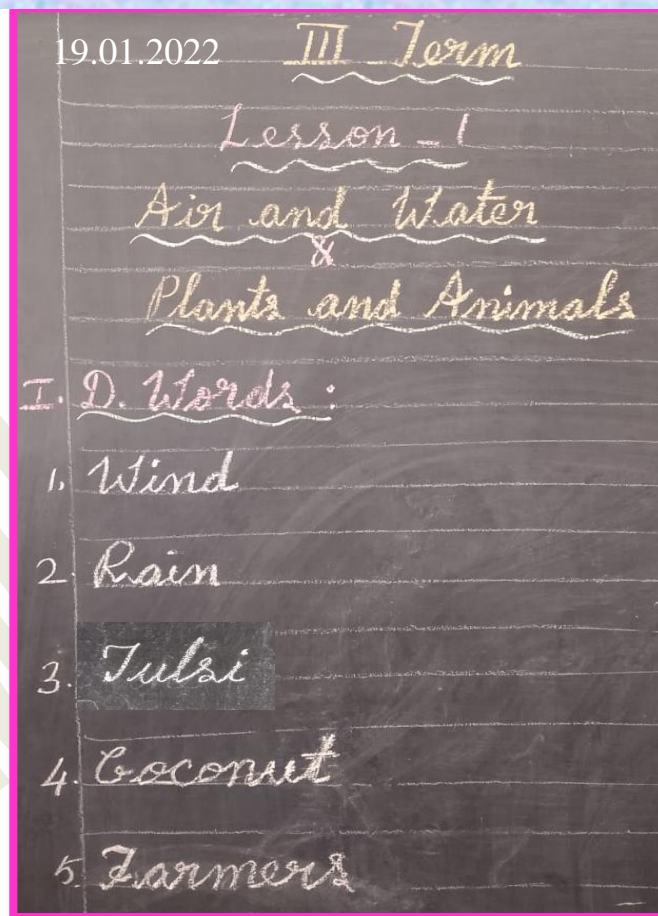 19.01.2022 III Term
Lesson - 1
Air and Water
&
Plants and Animals
I. D. Words :
1. Wind
2. Rain
3. Tulsi
4. Coconut
5. Farmers